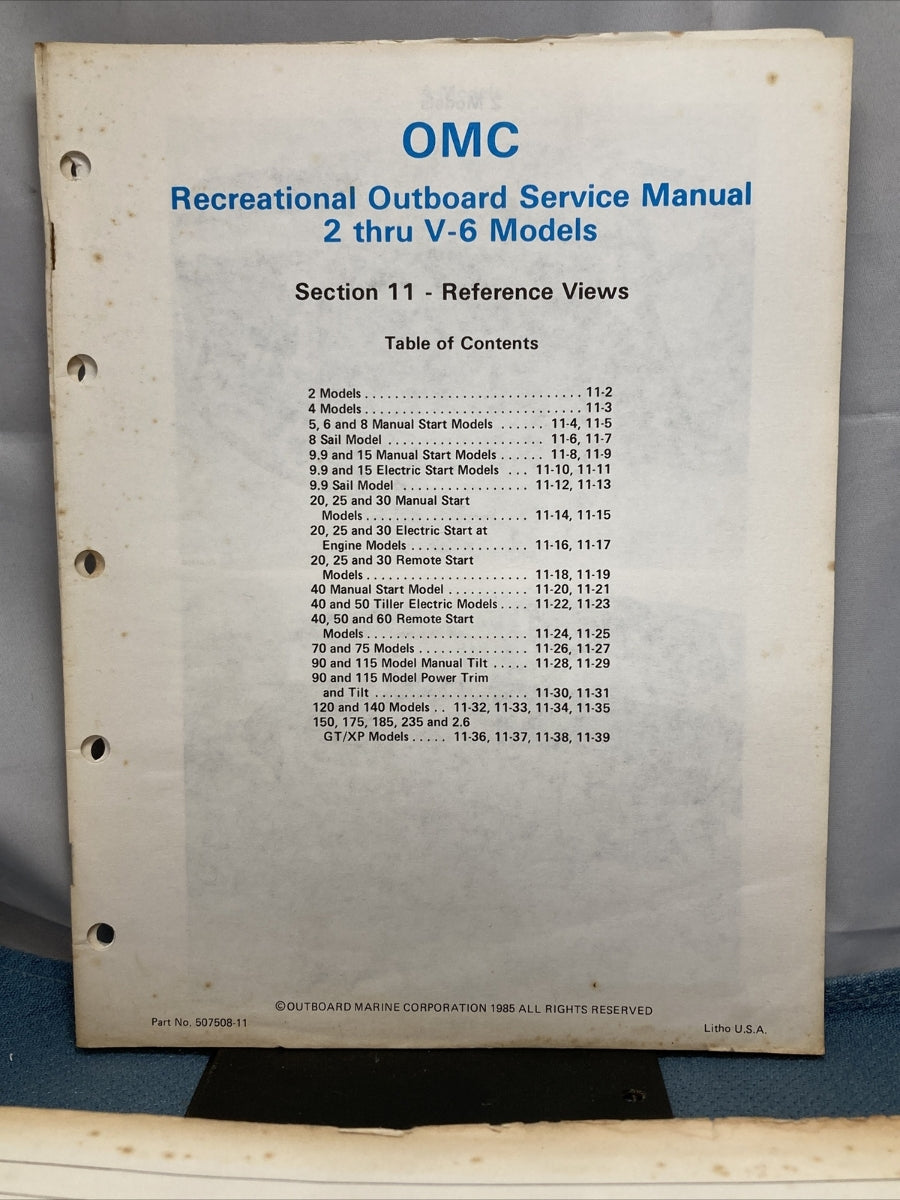 OMC
Recreational Outboard Service Manual
2 thru V-6 Models
Section 11 - Reference Views
Table of Contents
2 Models . . . . . . . . . . . . . . . . . . . . . . . . . . . . . 11-2
4 Models . . . . . . . . . . . . . . . . . . . . . . . . . . . . . 11-3
5, 6 and 8 Manual Start Models . . . . . . 11-4, 11-5
8 Sail Model . . . . . . . . . . . . . . . . . . . . . 11-6, 11-7
9.9 and 15 Manual Start Models . . . . . . 11-8, 11-9
9.9 and 15 Electric Start Models . . . 11-10, 11-11
9.9 Sail Model . . . . . . . . . . . . . . . . . 11-12, 11-13
20, 25 and 30 Manual Start
Models . . . . . . . . . . . . . . . . . . . . . . 11-14, 11-15
20, 25 and 30 Electric Start at
Engine Models . . . . . . . . . . . . . . . . 11-16, 11-17
20, 25 and 30 Remote Start
Models . . . . . . . . . . . . . . . . . . . . . . 11-18, 11-19
40 Manual Start Model . . . . . . . . . . . 11-20, 11-21
40 and 50 Tiller Electric Models . . . . 11-22, 11-23
40, 50 and 60 Remote Start
Models . . . . . . . . . . . . . . . . . . . . . . 11-24, 11-25
70 and 75 Models . . . . . . . . . . . . . . . 11-26, 11-27
90 and 115 Model Manual Tilt . . . . . 11-28, 11-29
90 and 115 Model Power Trim
and Tilt . . . . . . . . . . . . . . . . . . . . . 11-30, 11-31
120 and 140 Models . . 11-32, 11-33, 11-34, 11-35
150, 175, 185, 235 and 2.6
GT/XP Models . . . . . 11-36, 11-37, 11-38, 11-39
©OUTBOARD MARINE CORPORATION 1985 ALL RIGHTS RESERVED
Part No. 507508-11
Litho U.S.A.